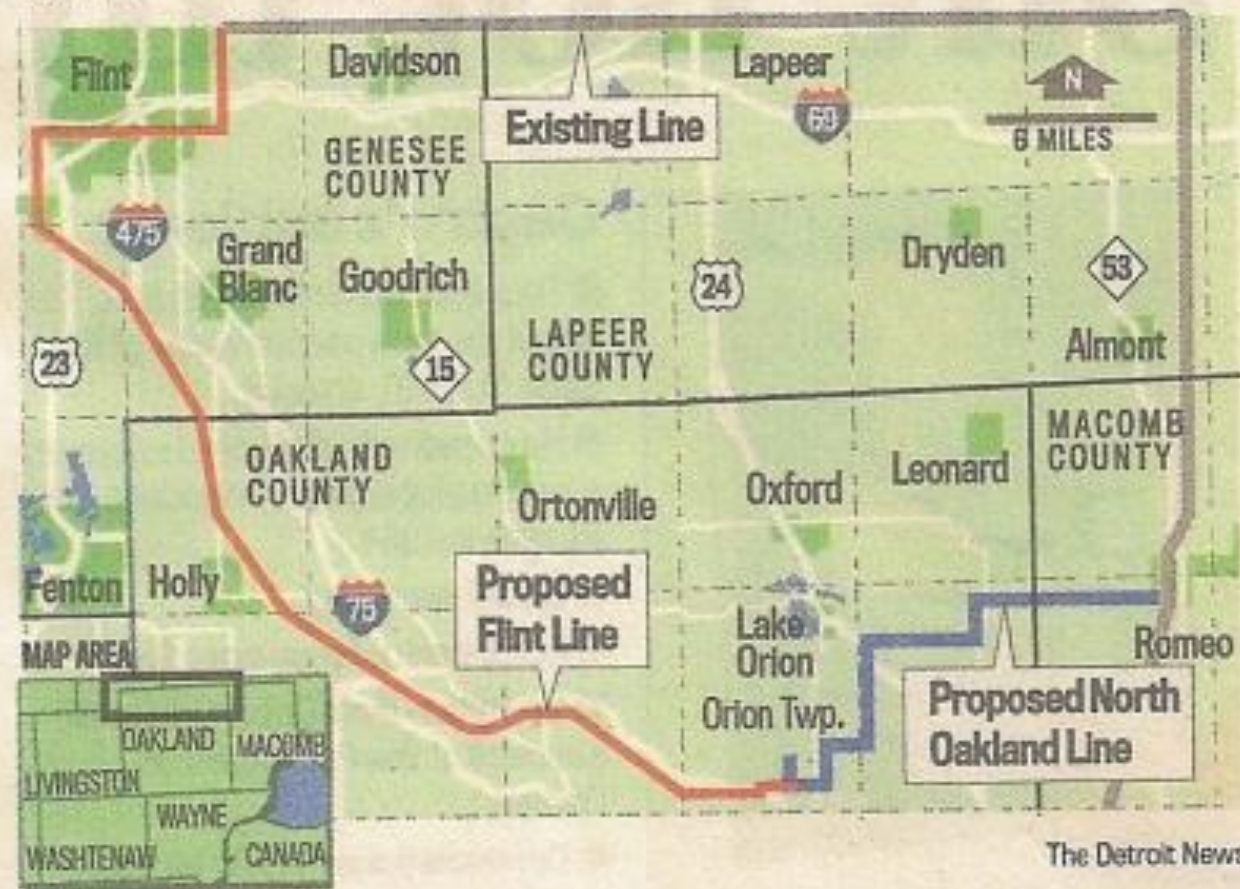 Flint
Davidson
Lapeer
N
6 MILES
Existing Line
69
GENESEE
COUNTY
475
Grand
Blanc
Goodrich
24
Dryden
53
LAPEER
COUNTY
Almont
23
15
OAKLAND
COUNTY
MACOMB
COUNTY
Leonard
Oxford
Ortonville
Fenton
Holly
75
Proposed
Flint Line
Lake
Orion
Romeo
Orion Twp.
Proposed North
Oakland Line
MAP AREA
OAKLAND
MACOMB
LIVINGSTON
WAYNE
WASHTENAW
CANADA
The Detroit News